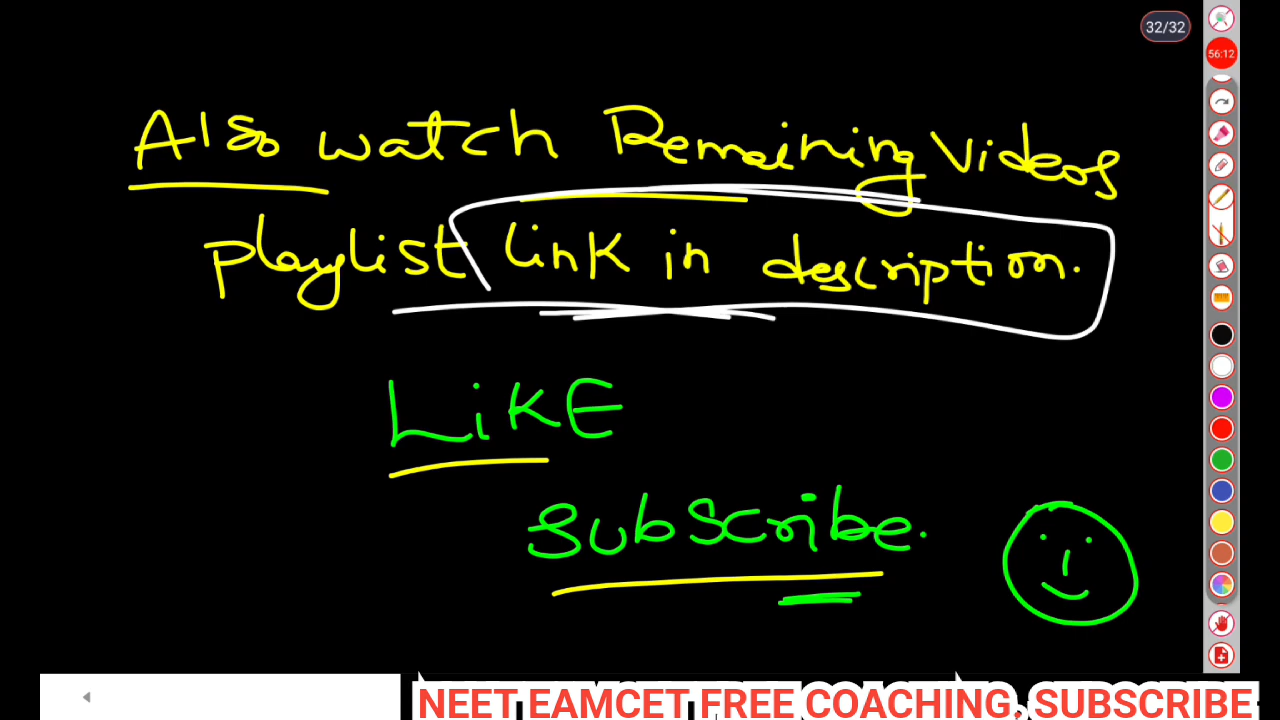 32/32
56:12
Also watch Remaining Videos
playlist link in description.
LiKE
subscribe.
NEET EAMCET FREE COACHING, SUBSCRIBE